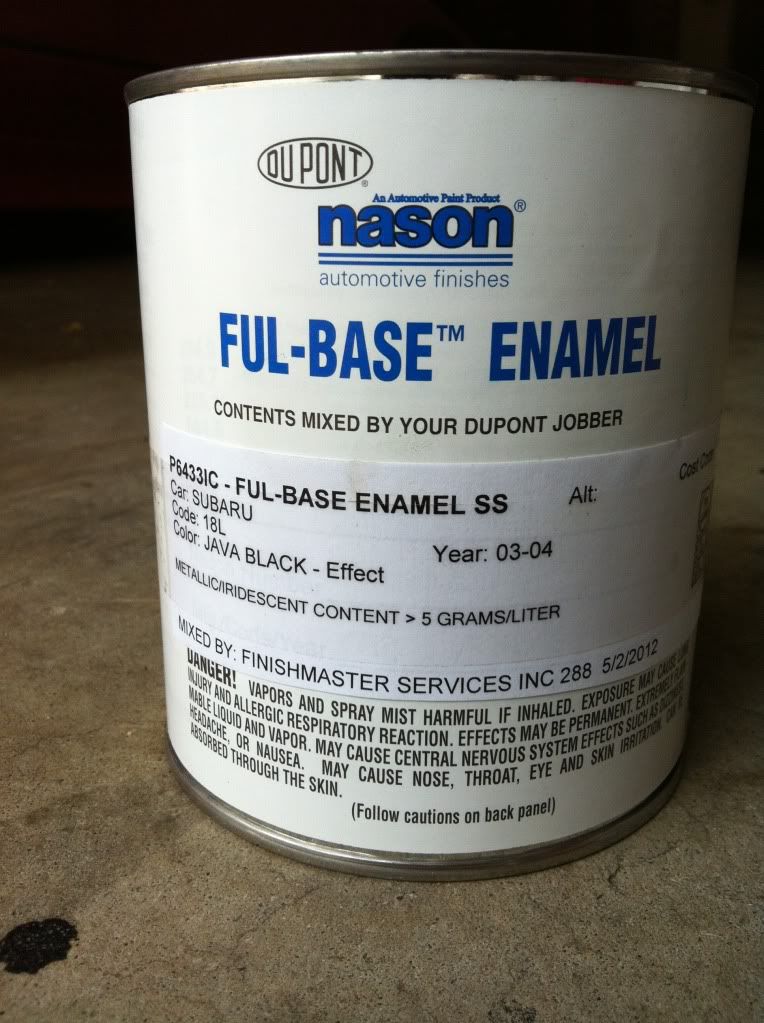 DU PONT
®
An Automotive Paint Product
nason®
automotive finishes
FUL-BASE™ ENAMEL
CONTENTS MIXED BY YOUR DUPONT JOBBER
P6433IC - FUL-BASE ENAMEL SS Alt: Cost
Car: SUBARU
Code: 18L Year: 03-04
Color: JAVA BLACK - Effect
METALLIC/IRIDESCENT CONTENT > 5 GRAMS/LITER
MIXED BY: FINISHMASTER SERVICES INC 288 5/2/2012
DANGER! VAPORS AND SPRAY MIST HARMFUL IF INHALED. EXPOSURE MAY CAUSE
INJURY AND ALLERGIC RESPIRATORY REACTION. EFFECTS MAY BE PERMANENT. EXTREMELY
MABLE LIQUID AND VAPOR. MAY CAUSE CENTRAL NERVOUS SYSTEM EFFECTS SUCH AS
HEADACHE, OR NAUSEA. MAY CAUSE NOSE, THROAT, EYE AND SKIN IRRITATION.
ABSORBED THROUGH THE SKIN.
(Follow cautions on back panel)